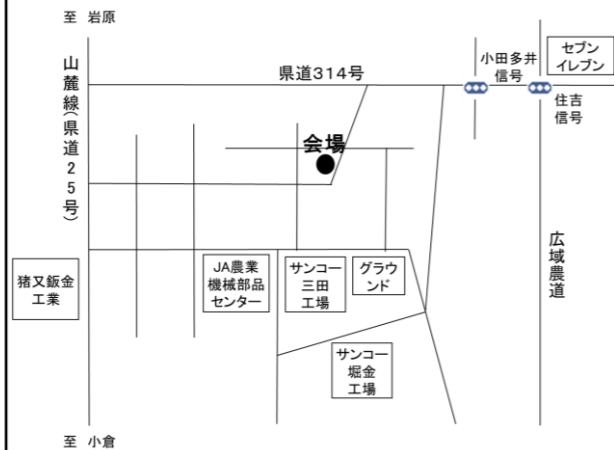 至 岩原
山麓線(県道25号)
県道314号
小田多井
信号
セブン
イレブン
住吉
信号
会場
広域農道
猪又鈑金
工業
JA農業
機械部品
センター
サンコー
三田
工場
グラウ
ンド
サンコー
堀金
工場
至 小倉